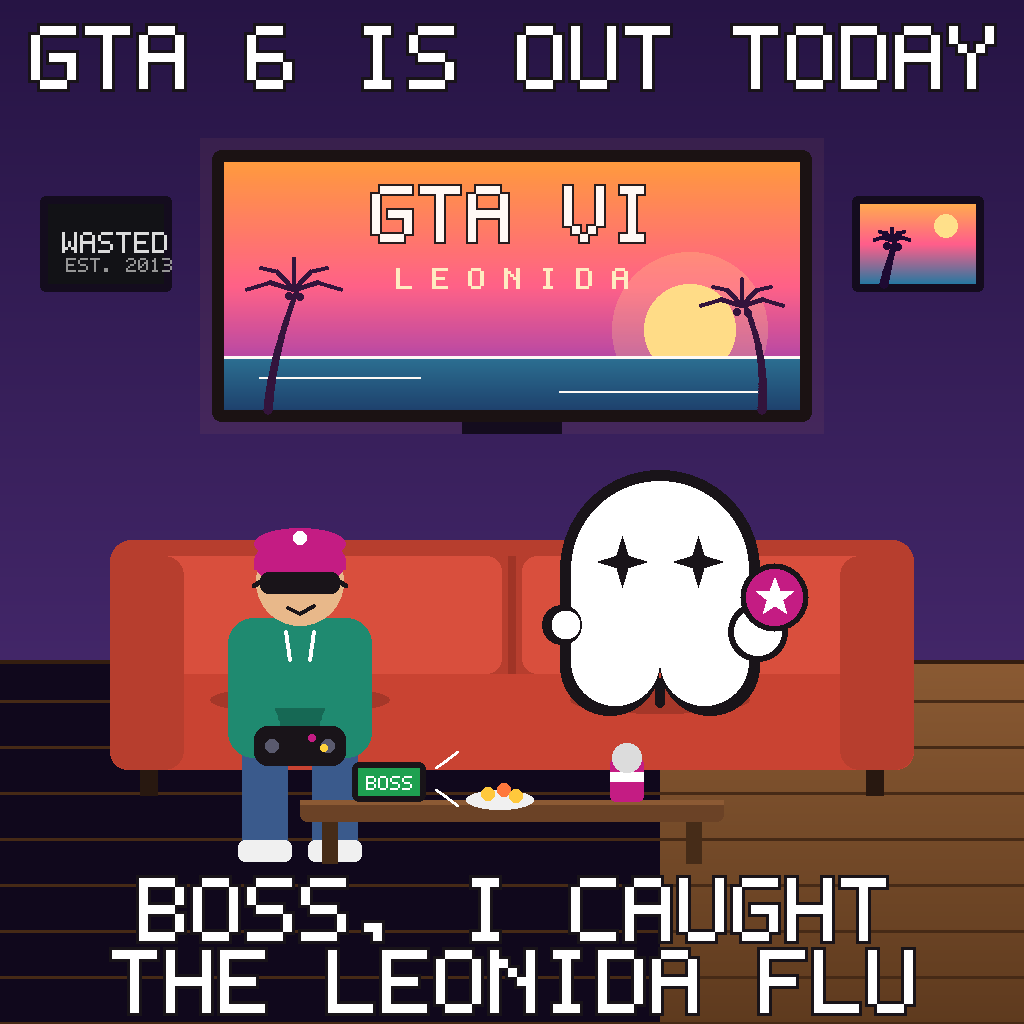 GTA 6 IS OUT TODAY
GTA VI
LEONIDA
WASTED
EST. 2013
BOSS
BOSS, I CAUGHT
THE LEONIDA FLU